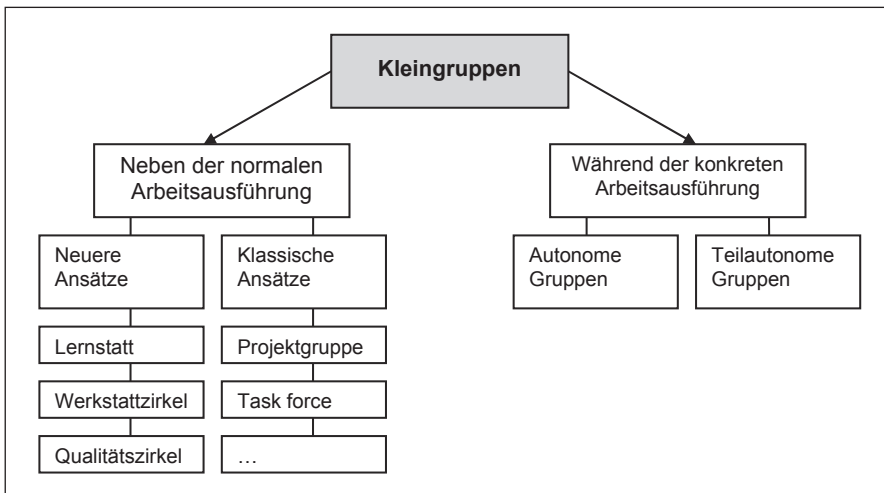 Kleingruppen
Neben der normalen
Arbeitsausführung
Während der konkreten
Arbeitsausführung
Neuere
Ansätze
Klassische
Ansätze
Autonome
Gruppen
Teilautonome
Gruppen
Lernstatt
Projektgruppe
Werkstattzirkel
Task force
Qualitätszirkel
…